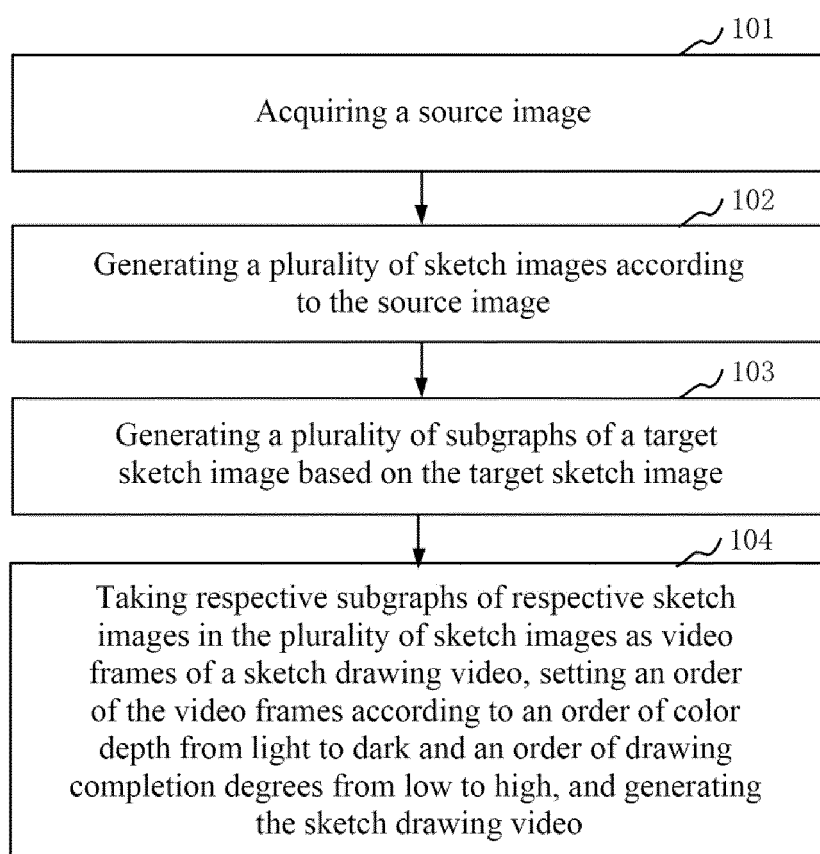 101
Acquiring a source image
102
Generating a plurality of sketch images according
to the source image
103
Generating a plurality of subgraphs of a target
sketch image based on the target sketch image
104
Taking respective subgraphs of respective sketch
images in the plurality of sketch images as video
frames of a sketch drawing video, setting an order
of the video frames according to an order of color
depth from light to dark and an order of drawing
completion degrees from low to high, and generating
the sketch drawing video